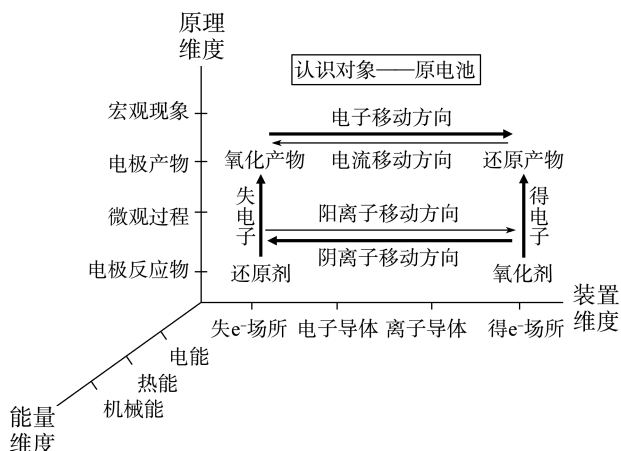 原理
维度
认识对象——原电池
宏观现象
电子移动方向
电极产物
氧化产物
电流移动方向
还原产物
失电子
得电子
微观过程
阳离子移动方向
阴离子移动方向
电极反应物
还原剂
氧化剂
装置
维度
失e⁻场所
电子导体
离子导体
得e⁻场所
电能
热能
机械能
能量
维度